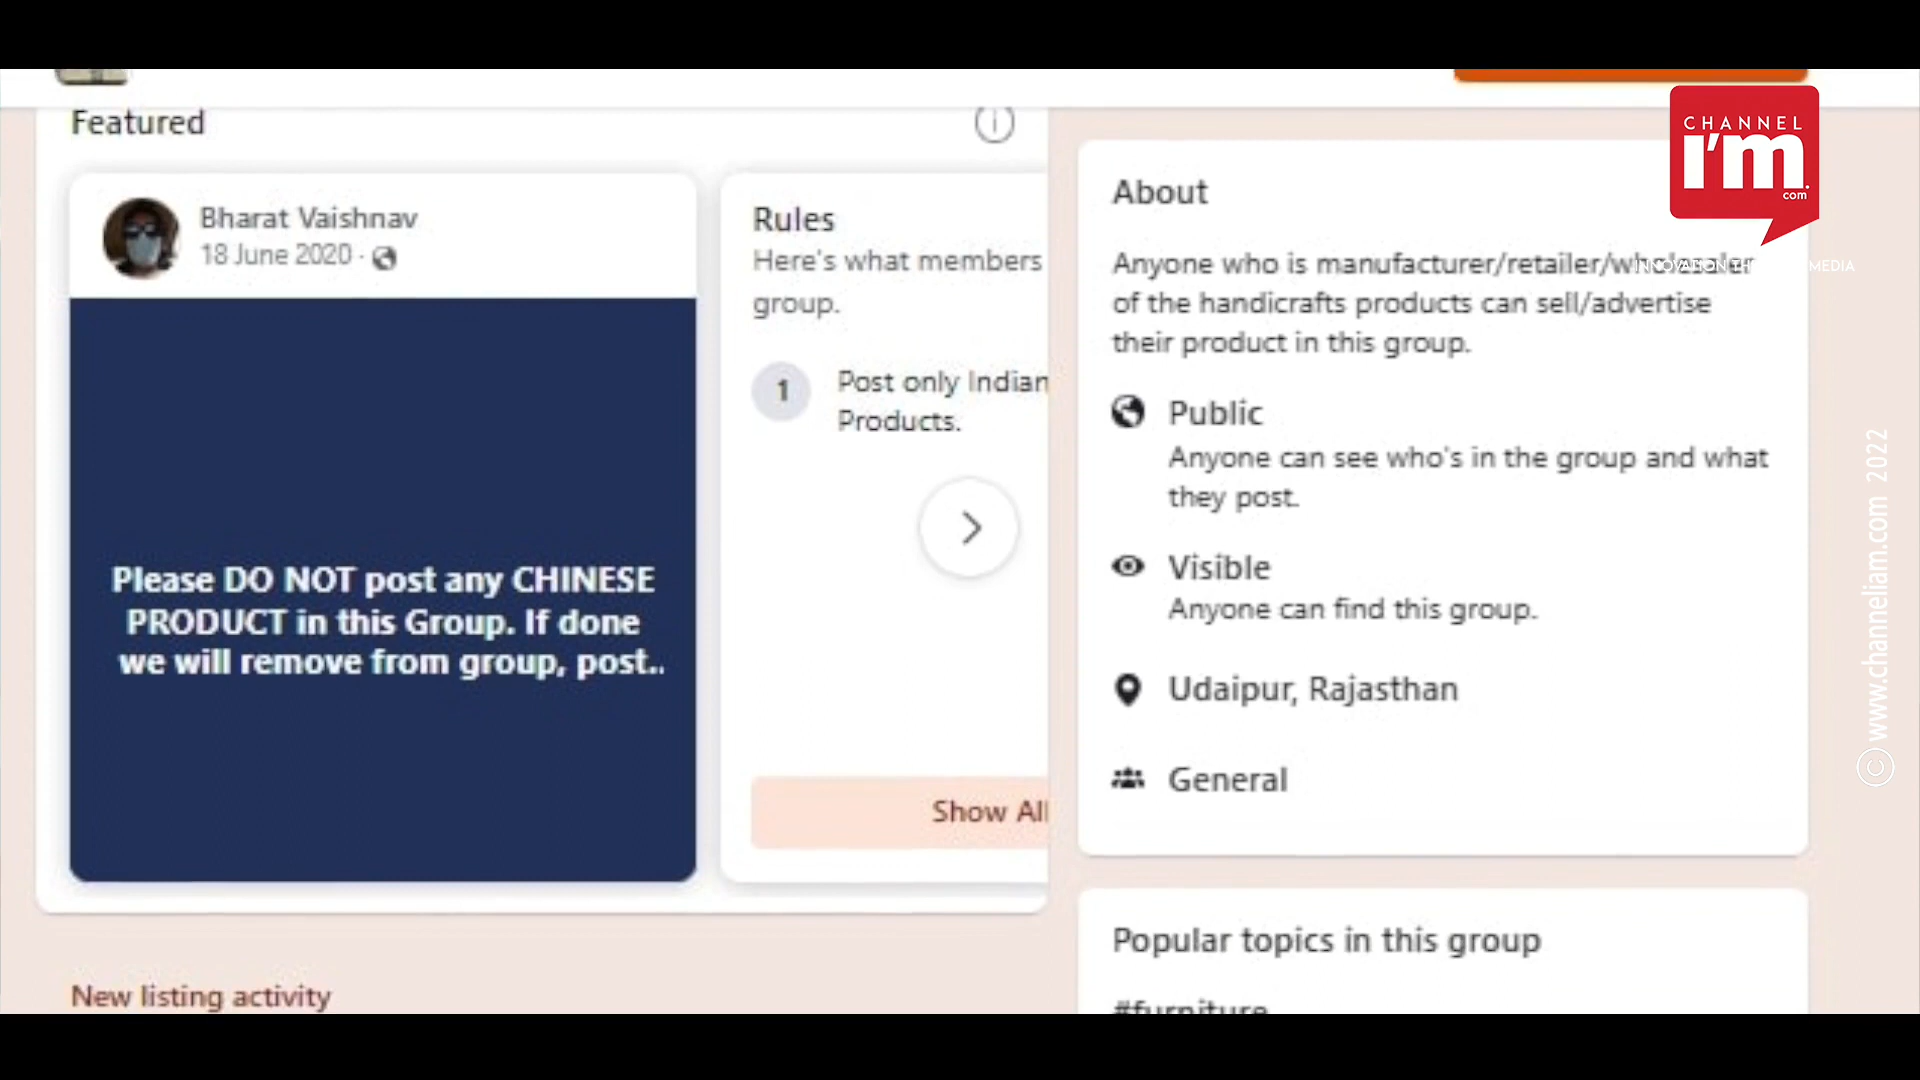 Featured
Bharat Vaishnav
18 June 2020 ·
Please DO NOT post any CHINESE
PRODUCT in this Group. If done
we will remove from group, post..
Rules
Here's what members
group.
1
Post only Indian
Products.
Show All
New listing activity
About
Anyone who is manufacturer/retailer/
of the handicrafts products can sell/advertise
their product in this group.
Public
Anyone can see who's in the group and what
they post.
Visible
Anyone can find this group.
Udaipur, Rajasthan
General
Popular topics in this group
#furniture
CHANNEL
i'm
.com
INNOVATION MEDIA
© www.channeliam.com 2022